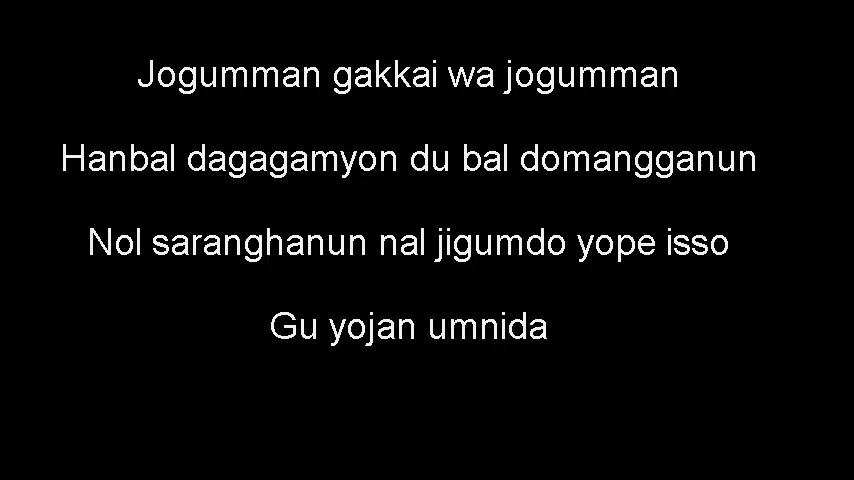 Jogumman gakkai wa jogumman
Hanbal dagagamyon du bal domangganun
Nol saranghanun nal jigumdo yope isso
Gu yojan umnida